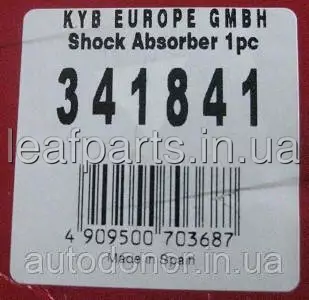 KYB EUROPE GMBH
Shock Absorber 1pc
341841
leafparts.in.ua
4 909500 703687
Made in Spain
autodonor.in.ua